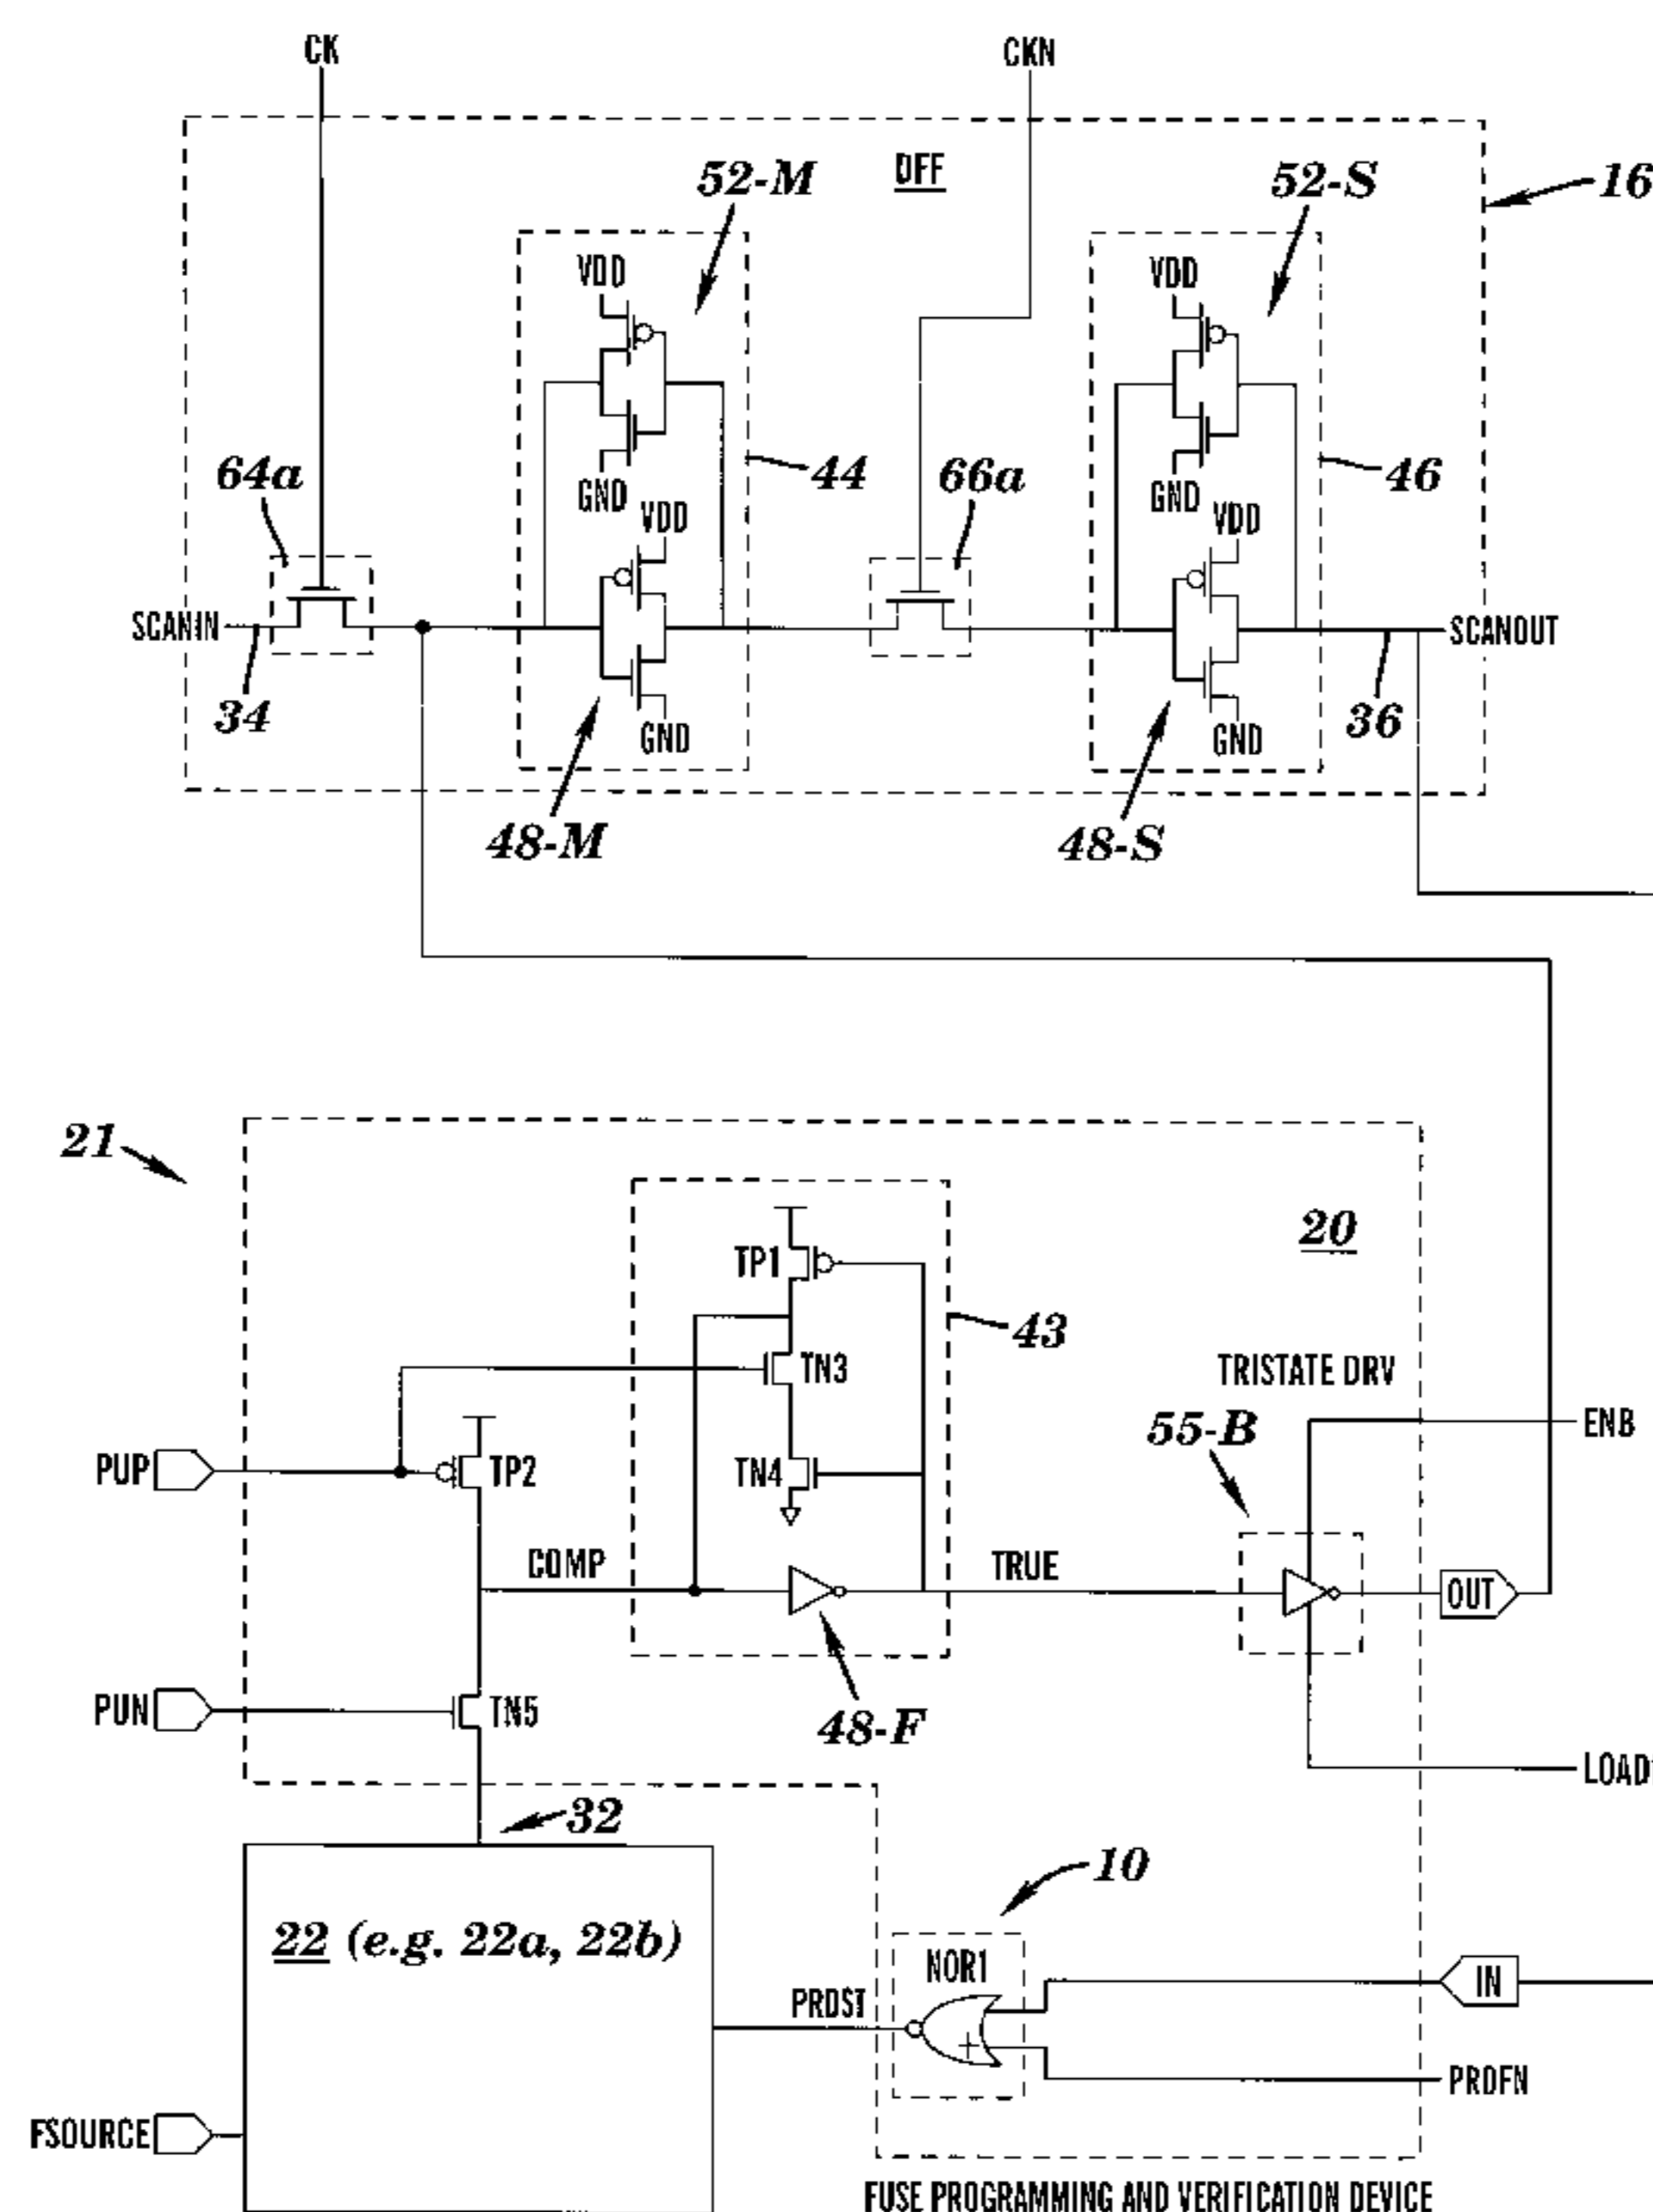 CK
CKN
DFF
52-M
52-S
16
VDD
VDD
64a
GND
VDD
44
66a
GND
VDD
46
SCANIN
SCANOUT
34
GND
36
GND
48-M
48-S
21
20
TP1
43
TN3
TRISTATE DRV
55-B
ENB
PUP
TP2
TN4
COMP
TRUE
OUT
PUN
TN5
48-F
LOAD
32
10
22 (e.g. 22a, 22b)
NOR1
IN
PRDST
+
PRDFN
FSOURCE
FUSE PROGRAMMING AND VERIFICATION DEVICE